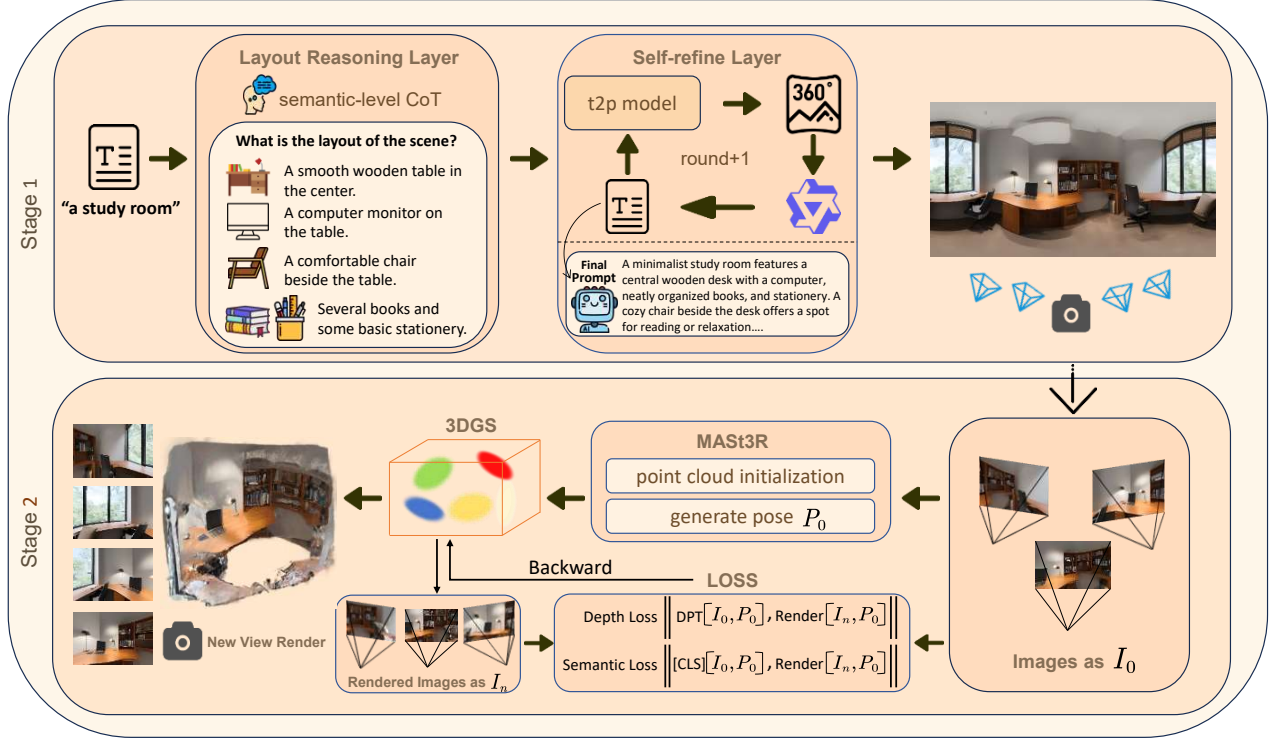 Stage 1
T
"a study room"
Layout Reasoning Layer
semantic-level CoT
What is the layout of the scene?
A smooth wooden table in
the center.
A computer monitor on
the table.
A comfortable chair
beside the table.
Several books and
some basic stationery.
Self-refine Layer
t2p model
360°
round+1
T
Final
Prompt
A minimalist study room features a
central wooden desk with a computer,
neatly organized books, and stationery. A
cozy chair beside the desk offers a spot
for reading or relaxation....
Stage 2
3DGS
MASt3R
point cloud initialization
generate pose P₀
Backward
LOSS
Depth Loss ‖DPT[I₀, P₀], Render[Iₙ, P₀]‖
Semantic Loss ‖[CLS][I₀, P₀], Render[Iₙ, P₀]‖
New View Render
Rendered Images as Iₙ
Images as I₀